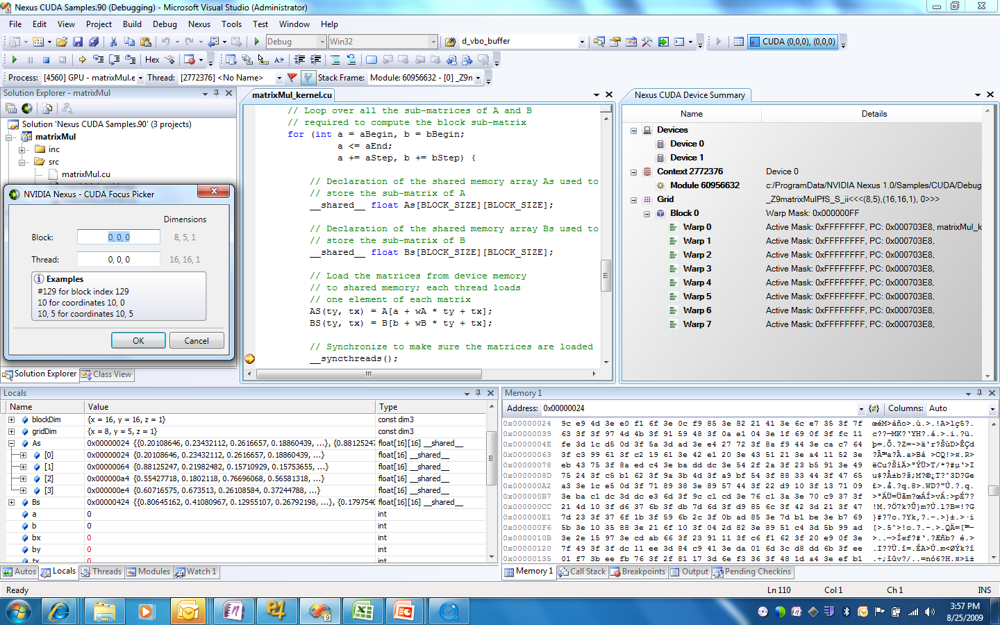 Nexus CUDA Samples.90 (Debugging) - Microsoft Visual Studio (Administrator)
File Edit View Project Build Debug Nexus Tools Test Window Help
Debug Win32 d_vbo_buffer CUDA (0,0,0), (0,0,0)
Hex
Process: [4560] GPU - matrixMul.e Thread: [2772376] <No Name> Stack Frame: Module: 60956632 - [0] _Z9n
Solution Explorer - matrixMul
Solution 'Nexus CUDA Samples.90' (3 projects)
matrixMul
inc
src
matrixMul.cu
NVIDIA Nexus - CUDA Focus Picker
Dimensions
Block: 0, 0, 0 8, 5, 1
Thread: 0, 0, 0 16, 16, 1
Examples
#129 for block index 129
10 for coordinates 10, 0
10, 5 for coordinates 10, 5
OK Cancel
Solution Explorer Class View
matrixMul_kernel.cu
// Loop over all the sub-matrices of A and B
// required to compute the block sub-matrix
for (int a = aBegin, b = bBegin;
a <= aEnd;
a += aStep, b += bStep) {
// Declaration of the shared memory array As used to
// store the sub-matrix of A
__shared__ float As[BLOCK_SIZE][BLOCK_SIZE];
// Declaration of the shared memory array Bs used to
// store the sub-matrix of B
__shared__ float Bs[BLOCK_SIZE][BLOCK_SIZE];
// Load the matrices from device memory
// to shared memory; each thread loads
// one element of each matrix
AS(ty, tx) = A[a + wA * ty + tx];
BS(ty, tx) = B[b + wB * ty + tx];
// Synchronize to make sure the matrices are loaded
__syncthreads();
Nexus CUDA Device Summary
Name Details
Devices
Device 0
Device 1
Context 2772376 Device 0
Module 60956632 c:/ProgramData/NVIDIA Nexus 1.0/Samples/CUDA/Debug
Grid _Z9matrixMulPfS_S_ii<<<(8,5),(16,16,1), 0>>>
Block 0 Warp Mask: 0x000000FF
Warp 0 Active Mask: 0xFFFFFFFF, PC: 0x000703E8, matrixMul_k
Warp 1 Active Mask: 0xFFFFFFFF, PC: 0x000703E8,
Warp 2 Active Mask: 0xFFFFFFFF, PC: 0x000703E8,
Warp 3 Active Mask: 0xFFFFFFFF, PC: 0x000703E8,
Warp 4 Active Mask: 0xFFFFFFFF, PC: 0x000703E8,
Warp 5 Active Mask: 0xFFFFFFFF, PC: 0x000703E8,
Warp 6 Active Mask: 0xFFFFFFFF, PC: 0x000703E8,
Warp 7 Active Mask: 0xFFFFFFFF, PC: 0x000703E8,
Locals
Name Value Type
blockDim {x = 16, y = 16, z = 1} const dim3
gridDim {x = 8, y = 5, z = 1} const dim3
As 0x00000024 {{0.20108646, 0.23432112, 0.2616657, 0.18860439, ...}, {0.88125247 float[16][16] __shared__
[0] 0x00000024 {0.20108646, 0.23432112, 0.2616657, 0.18860439, ...} float[16] __shared__
[1] 0x00000064 {0.88125247, 0.21982482, 0.15710929, 0.15753655, ...} float[16] __shared__
[2] 0x000000a4 {0.55427718, 0.1802118, 0.76696068, 0.56581318, ...} float[16] __shared__
[3] 0x000000e4 {0.60716575, 0.673513, 0.26108584, 0.37244788, ...} float[16] __shared__
Bs 0x00000424 {{0.80645162, 0.41080967, 0.12955107, 0.26792198, ...}, {0.1797540 float[16][16] __shared__
a 0 int
b 0 int
bx 0 int
by 0 int
tx 0 int
Autos Locals Threads Modules Watch 1
Memory 1
Address: 0x00000024 Columns: Auto
0x00000024 9c e9 4d 3e e0 f1 6f 3e 0c f9 85 3e 82 21 41 3e 6c e7 35 3f 7f
0x00000039 63 3f 63 3f 97 4d 4b 3f 91 59 48 3f 0a e1 04 3e 1f 69 0f 3f fc
0x0000004E fe 3d 1c d5 0d 3f 5a 3d ad 3e e4 27 72 3f 8a f9 44 3e ca c7 64
0x00000063 3f c3 99 61 3f c2 19 61 3e 42 e1 20 3e 43 51 21 3e a4 11 52 3e
0x00000078 eb 43 75 3f 8a ed c4 3e ba dd dc 3e 54 2f 2a 3f 23 b5 91 3e 49
0x0000008D 75 24 3f c5 b1 62 3f 9a 3b 4d 3f a9 bf 54 3f 88 33 44 3f 47 65
0x000000A2 a3 3e 1c e5 0d 3f 71 89 38 3e 89 57 44 3f 22 d9 10 3f 13 71 09
0x000000B7 3e ba c1 dc 3d dc e3 6d 3f 9c c1 cd 3e 76 c1 3a 3e 70 c9 37 3f
0x000000CC 21 4d 10 3f d6 37 6b 3f db 7b 6d 3f d9 85 6c 3f 42 3d 21 3f 47
0x000000E1 7d 23 3f 37 6f 1b 3f 59 6b 2c 3f 0b ad 85 3e 7d b1 be 3e b7 69
0x000000F6 5b 3e 10 35 88 3e 21 6f 10 3f 04 2d 82 3e 89 51 c4 3d 5b 99 ad
0x0000010B 3e 2e 15 97 3e cd ab 66 3f 23 91 11 3f c6 f1 62 3f 20 e9 0f 3e
0x00000120 7f 49 3f 3f dc 11 ee 3d 84 c9 41 3e da 01 6d 3c d8 dd 6b 3f ee
0x00000135 01 f7 3b ee fb 76 3f 2f 81 17 3d 6e f3 36 3f 48 1d a4 3e ef b1
Memory 1 Call Stack Breakpoints Output Pending Checkins
Ready Ln 110 Col 1 Ch 1 INS
3:57 PM
8/25/2009